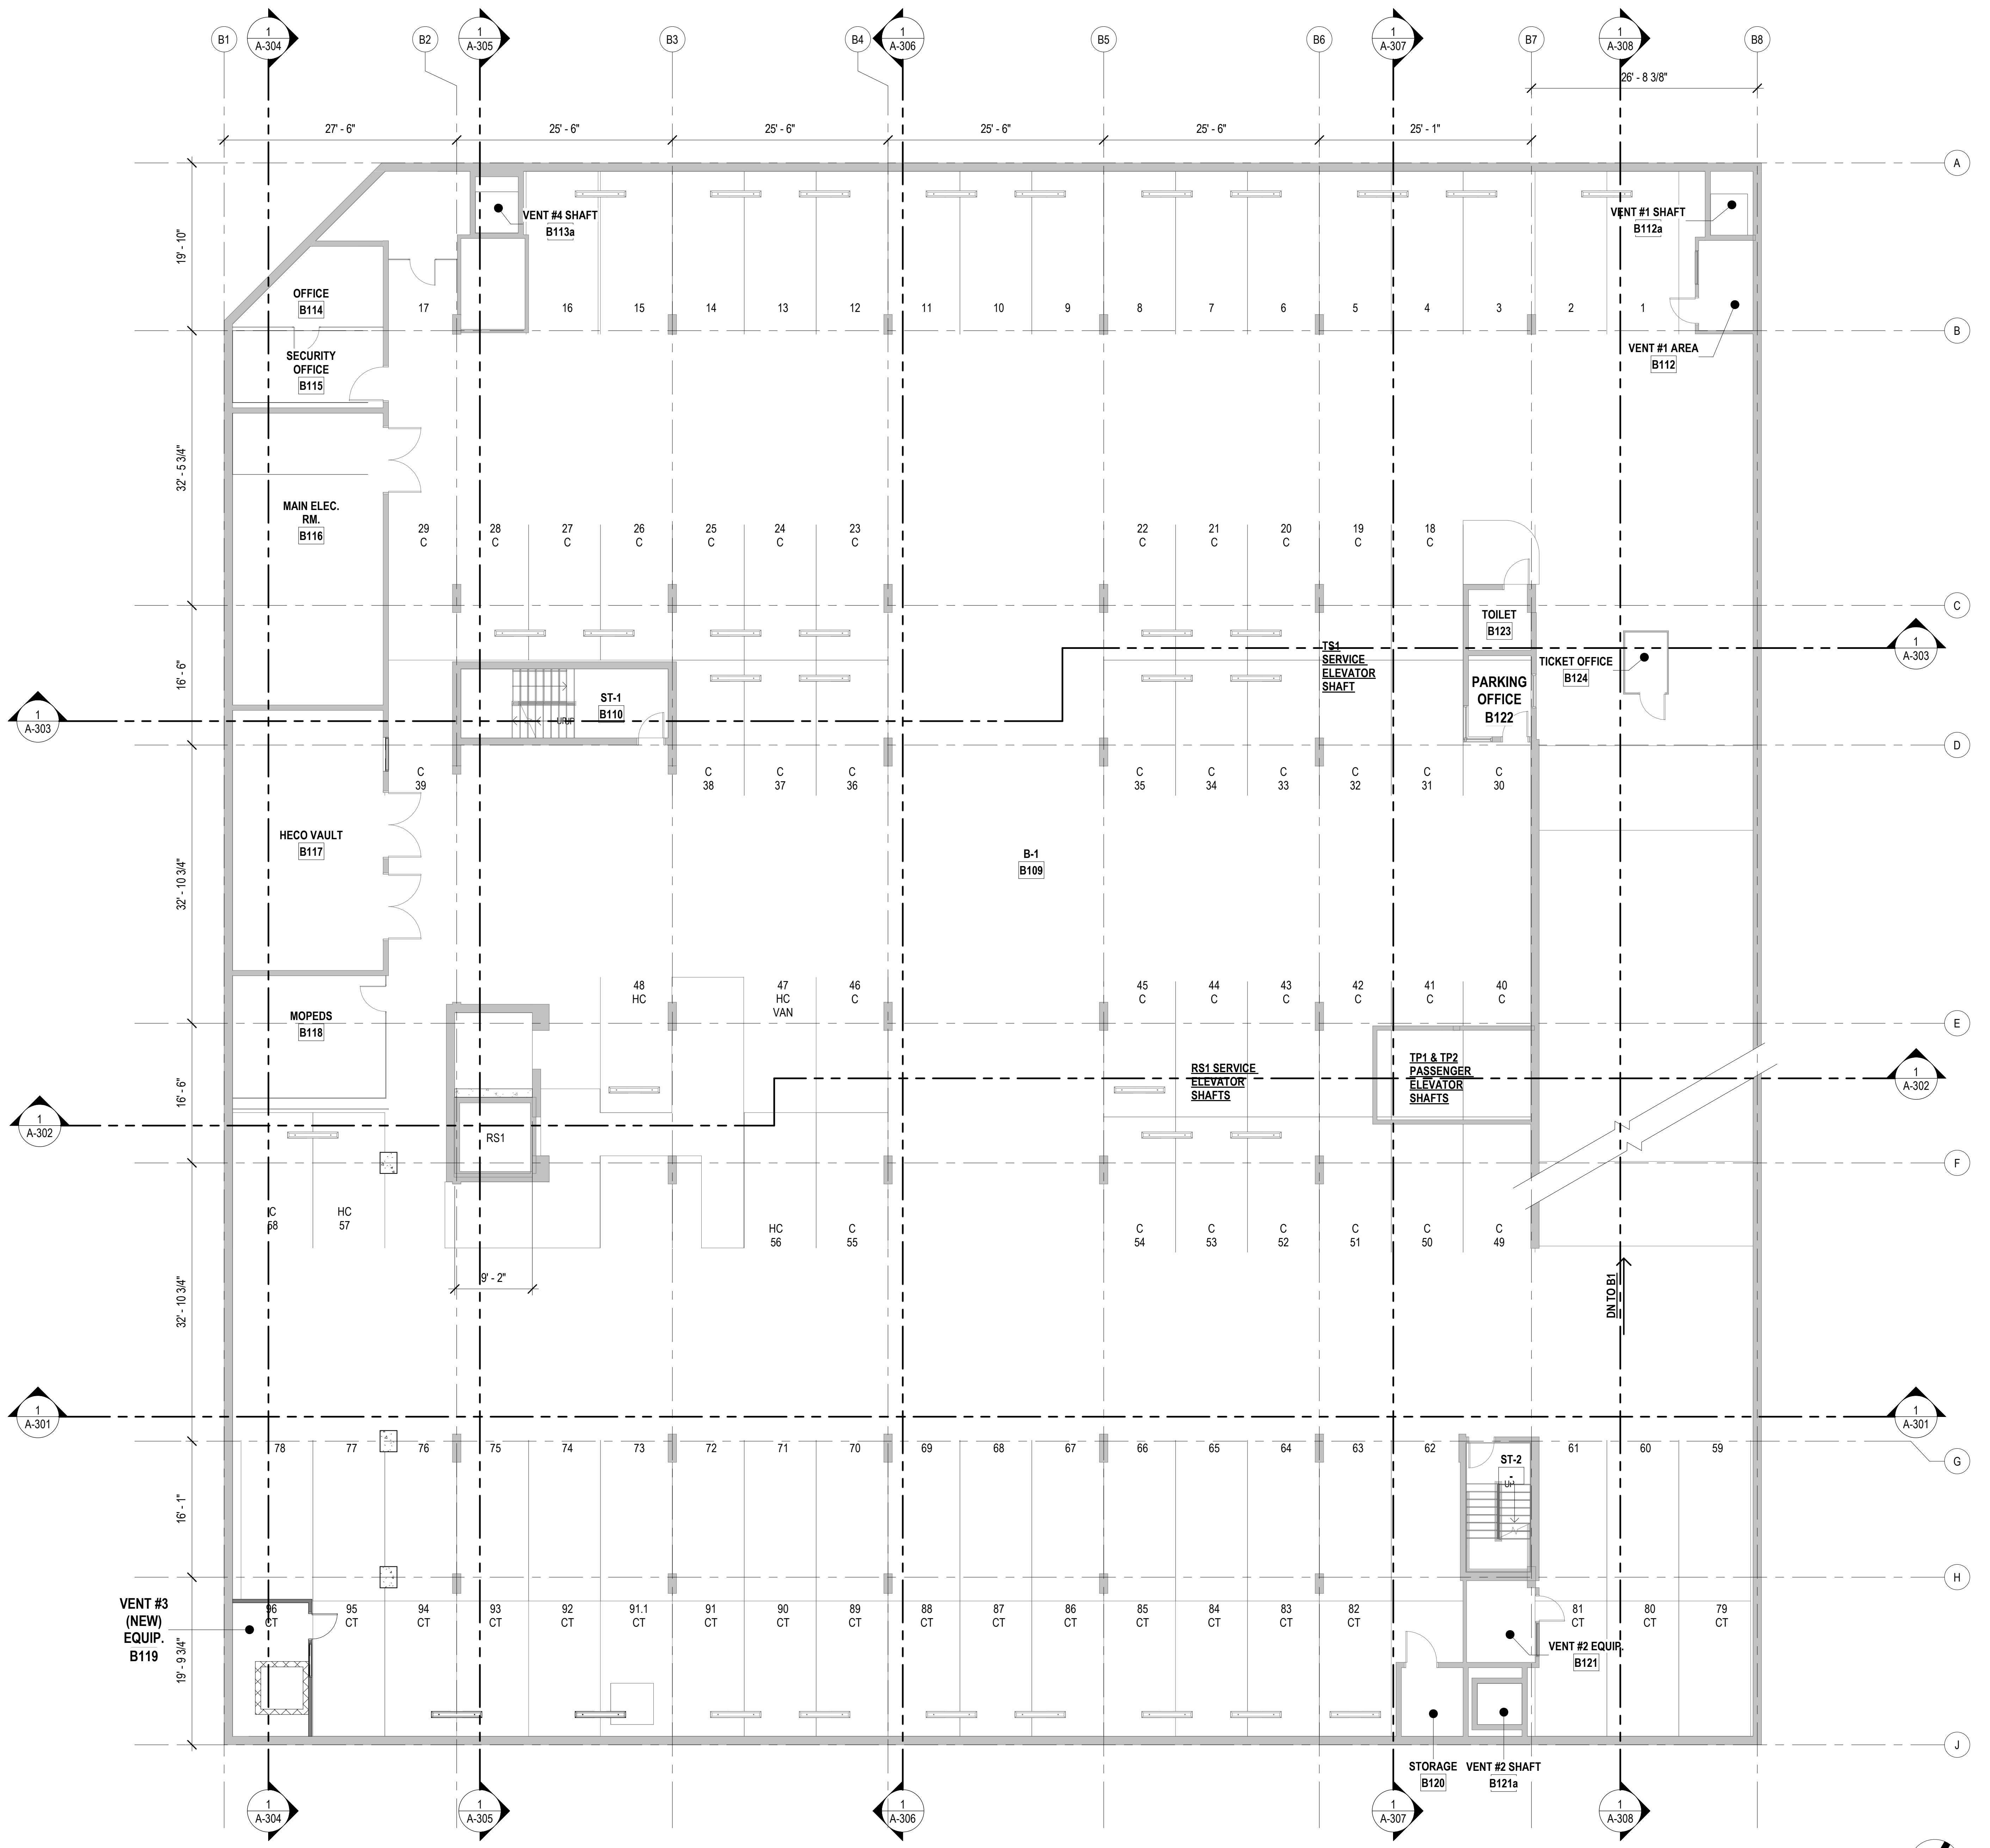 B1
1
A-304
B2
1
A-305
B3
B4
1
A-306
B5
B6
1
A-307
B7
1
A-308
B8
26' - 8 3/8"
27' - 6"
25' - 6"
25' - 6"
25' - 6"
25' - 6"
25' - 1"
A
VENT #4 SHAFT
B113a
VENT #1 SHAFT
B112a
19' - 10"
OFFICE
B114
17
16
15
14
13
12
11
10
9
8
7
6
5
4
3
2
1
B
VENT #1 AREA
B112
SECURITY
OFFICE
B115
32' - 5 3/4"
MAIN ELEC.
RM.
B116
29
C
28
C
27
C
26
C
25
C
24
C
23
C
22
C
21
C
20
C
19
C
18
C
C
TOILET
B123
TS1
SERVICE
ELEVATOR
SHAFT
TICKET OFFICE
B124
1
A-303
16' - 6"
PARKING
OFFICE
B122
ST-1
B110
UP
1
A-303
D
C
39
C
38
C
37
C
36
C
35
C
34
C
33
C
32
C
31
C
30
HECO VAULT
B117
32' - 10 3/4"
B-1
B109
48
HC
47
HC
VAN
46
C
45
C
44
C
43
C
42
C
41
C
40
C
MOPEDS
B118
E
RS1 SERVICE
ELEVATOR
SHAFTS
TP1 & TP2
PASSENGER
ELEVATOR
SHAFTS
1
A-302
16' - 6"
1
A-302
RS1
F
C
58
HC
57
HC
56
C
55
C
54
C
53
C
52
C
51
C
50
C
49
9' - 2"
32' - 10 3/4"
DN TO B1
1
A-301
1
A-301
78
77
76
75
74
73
72
71
70
69
68
67
66
65
64
63
62
61
60
59
G
ST-2
-
UP
16' - 1"
H
VENT #3
(NEW)
EQUIP.
B119
96
CT
95
CT
94
CT
93
CT
92
CT
91.1
CT
91
CT
90
CT
89
CT
88
CT
87
CT
86
CT
85
CT
84
CT
83
CT
82
CT
81
CT
80
CT
79
CT
19' - 9 3/4"
VENT #2 EQUIP.
B121
J
STORAGE
B120
VENT #2 SHAFT
B121a
1
A-304
1
A-305
1
A-306
1
A-307
1
A-308